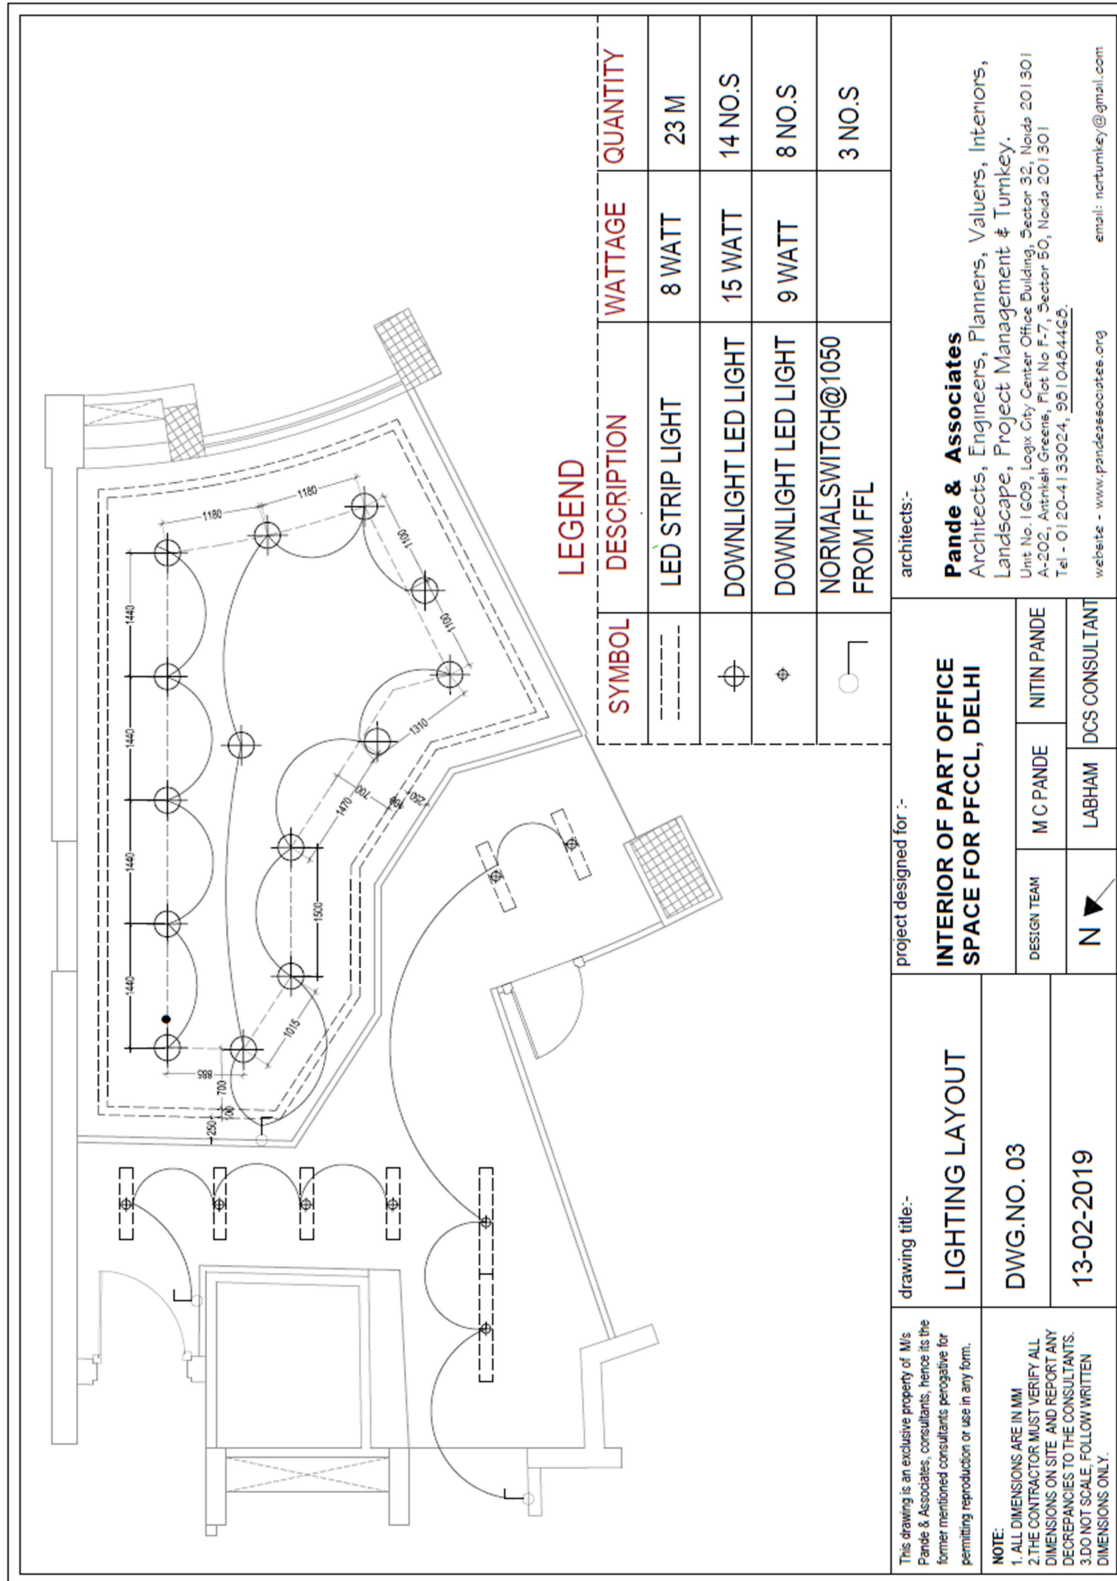 1440
1440
1440
1440
1180
1180
1100
1100
1310
1470
700
100
250
1500
1015
885
700
100
250
LEGEND
SYMBOL DESCRIPTION WATTAGE QUANTITY
LED STRIP LIGHT 8 WATT 23 M
DOWNLIGHT LED LIGHT 15 WATT 14 NO.S
DOWNLIGHT LED LIGHT 9 WATT 8 NO.S
NORMALSWITCH@1050
FROM FFL 3 NO.S
This drawing is an exclusive property of M/s
Pande & Associates, consultants, hence its the
former mentioned consultants perogative for
permitting reproduction or use in any form.
NOTE:
1. ALL DIMENSIONS ARE IN MM
2.THE CONTRACTOR MUST VERIFY ALL
DIMENSIONS ON SITE AND REPORT ANY
DECREPANCIES TO THE CONSULTANTS.
3.DO NOT SCALE, FOLLOW WRITTEN
DIMENSIONS ONLY.
drawing title:-
LIGHTING LAYOUT
DWG.NO. 03
13-02-2019
project designed for :-
INTERIOR OF PART OFFICE
SPACE FOR PFCCL, DELHI
DESIGN TEAM M C PANDE NITIN PANDE
N LABHAM DCS CONSULTANT
architects:-
Pande & Associates
Architects, Engineers, Planners, Valuers, Interiors,
Landscape, Project Management & Turnkey.
Unit No.1609, Logix City Center Office Building, Sector 32, Noida 201301
A-202, Antriksh Greens, Plot No F-7, Sector 50, Noida 201301
Tel - 0120-4133024, 9810484468.
website - www.pandeassociates.org email: ncrturnkey@gmail.com